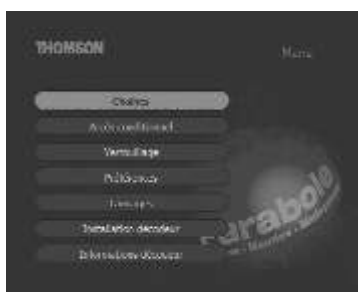 THOMSON
Menu
Chaînes
Accès conditionnel
Verrouillage
Préférences
Installation décodeur
Informations décodeur
Parabole